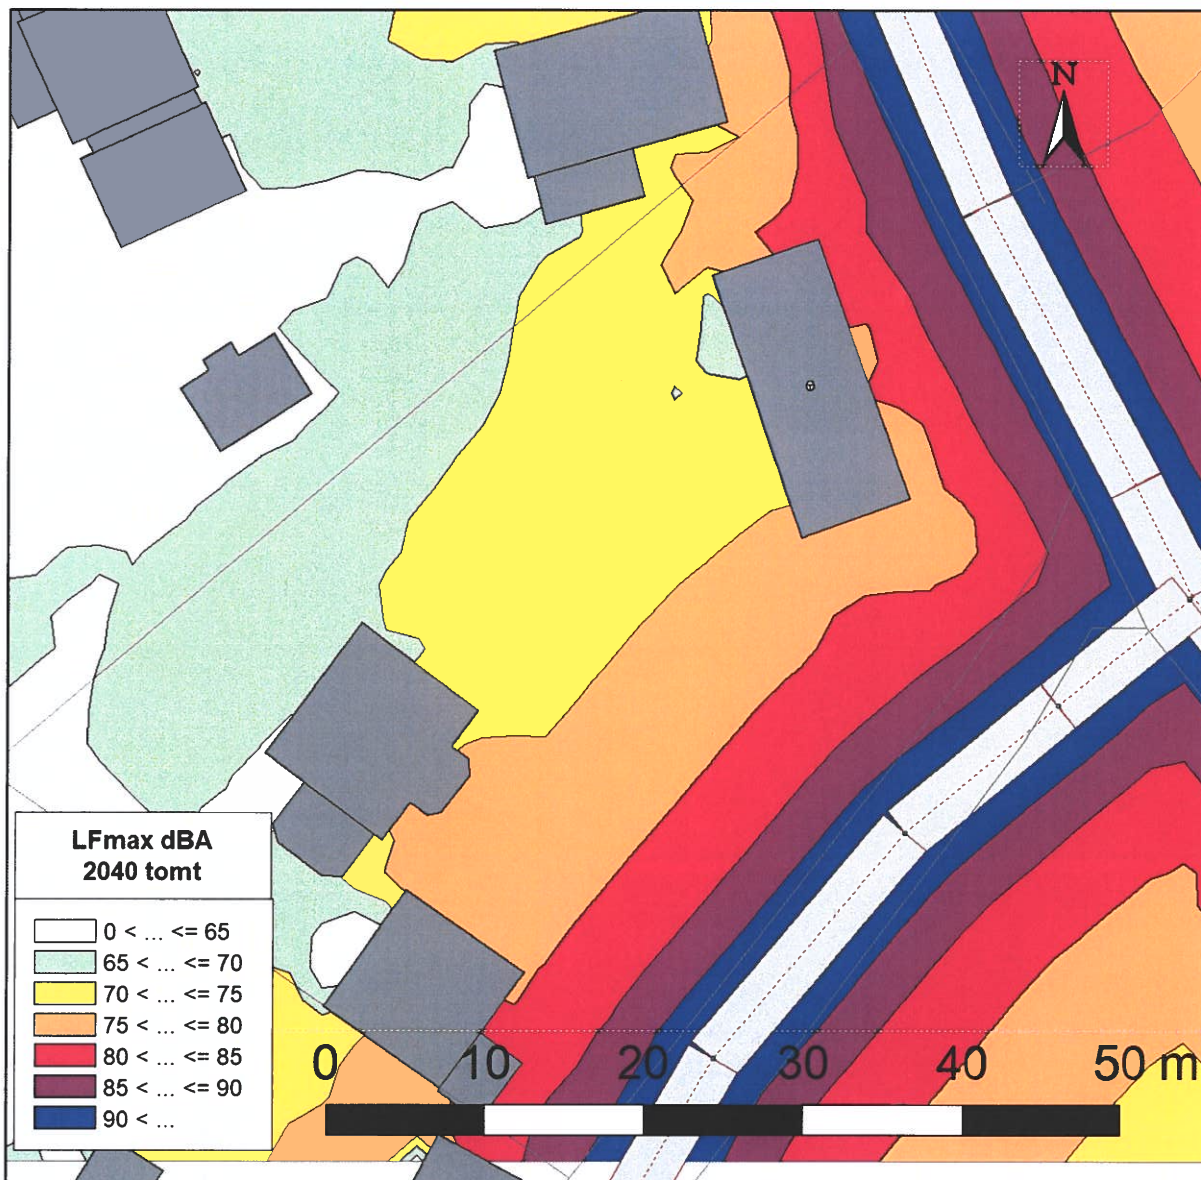 N
LFmax dBA
2040 tomt
0 < ... <= 65
65 < ... <= 70
70 < ... <= 75
75 < ... <= 80
80 < ... <= 85
85 < ... <= 90
90 < ...
0 10 20 30 40 50 m